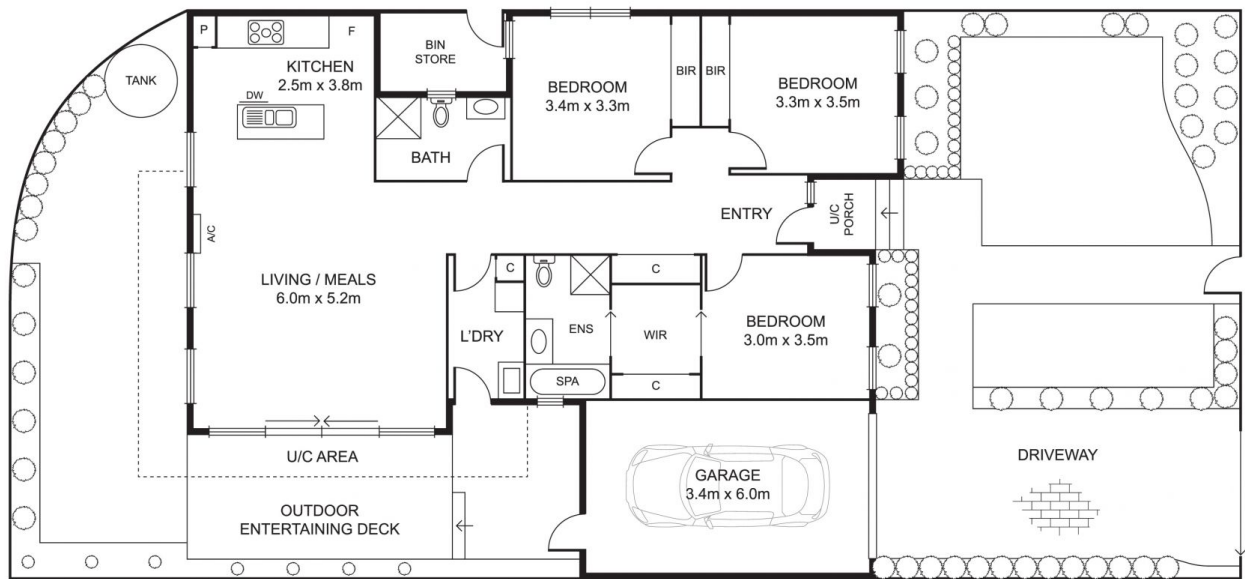 P
F
KITCHEN
2.5m x 3.8m
DW
TANK
BIN
STORE
BATH
BEDROOM
3.4m x 3.3m
BIR
BIR
BEDROOM
3.3m x 3.5m
ENTRY
U/C
PORCH
A/C
LIVING / MEALS
6.0m x 5.2m
C
L'DRY
ENS
SPA
C
WIR
C
BEDROOM
3.0m x 3.5m
U/C AREA
OUTDOOR
ENTERTAINING DECK
GARAGE
3.4m x 6.0m
DRIVEWAY